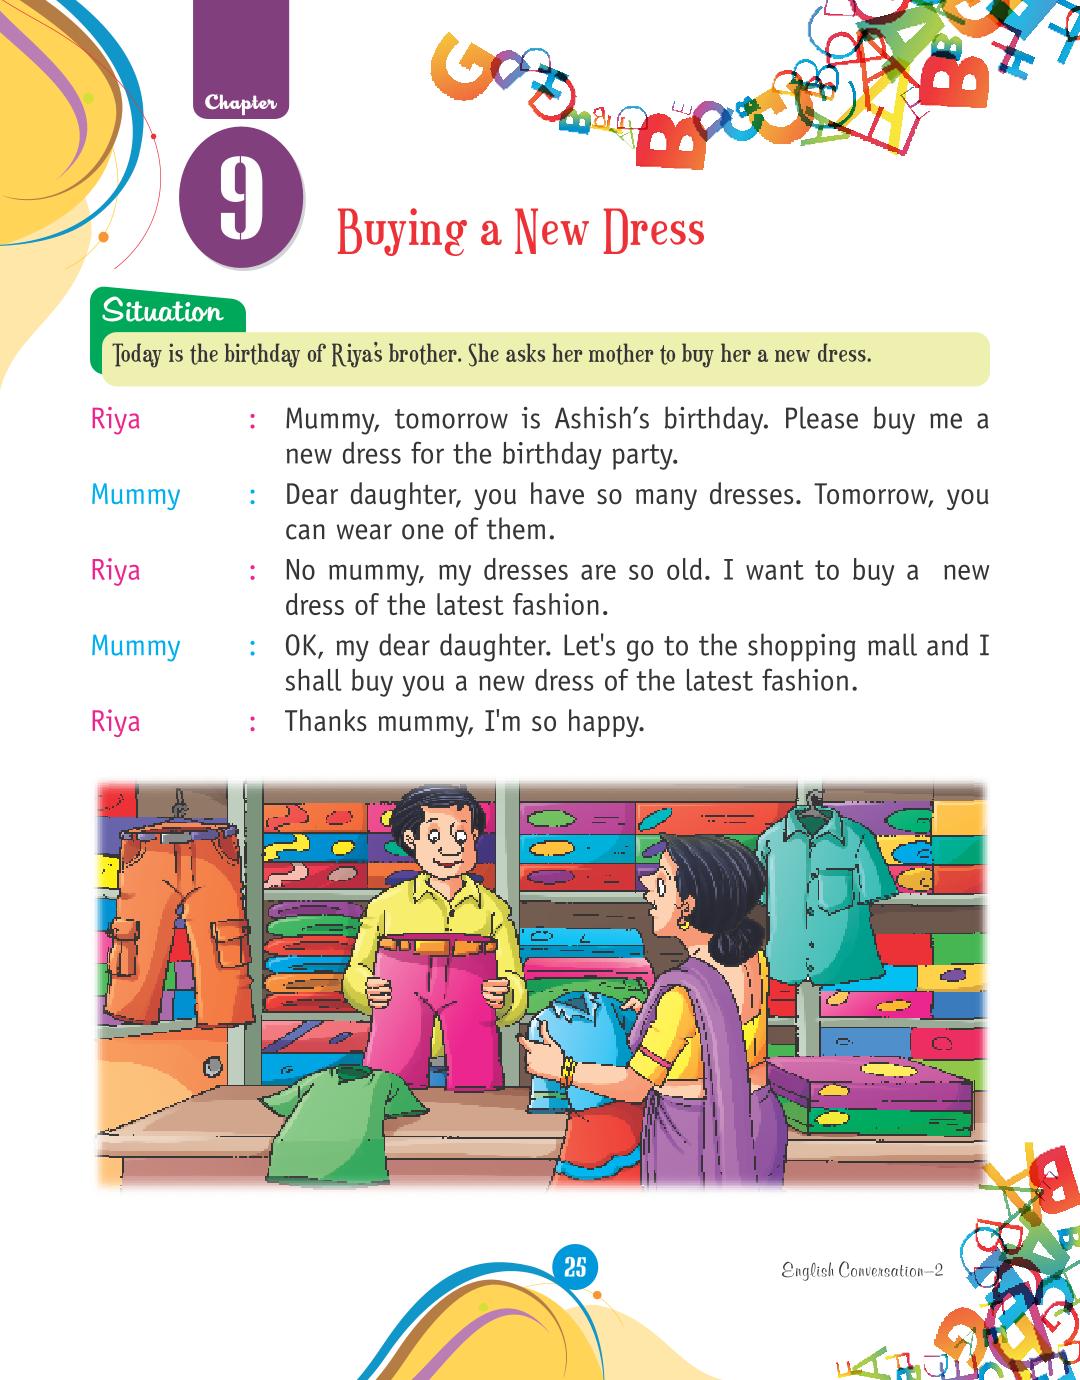 Chapter
9
Buying a New Dress
Situation
Today is the birthday of Riya's brother. She asks her mother to buy her a new dress.
Riya : Mummy, tomorrow is Ashish’s birthday. Please buy me a
new dress for the birthday party.
Mummy : Dear daughter, you have so many dresses. Tomorrow, you
can wear one of them.
Riya : No mummy, my dresses are so old. I want to buy a new
dress of the latest fashion.
Mummy : OK, my dear daughter. Let's go to the shopping mall and I
shall buy you a new dress of the latest fashion.
Riya : Thanks mummy, I'm so happy.
25
English Conversation–2